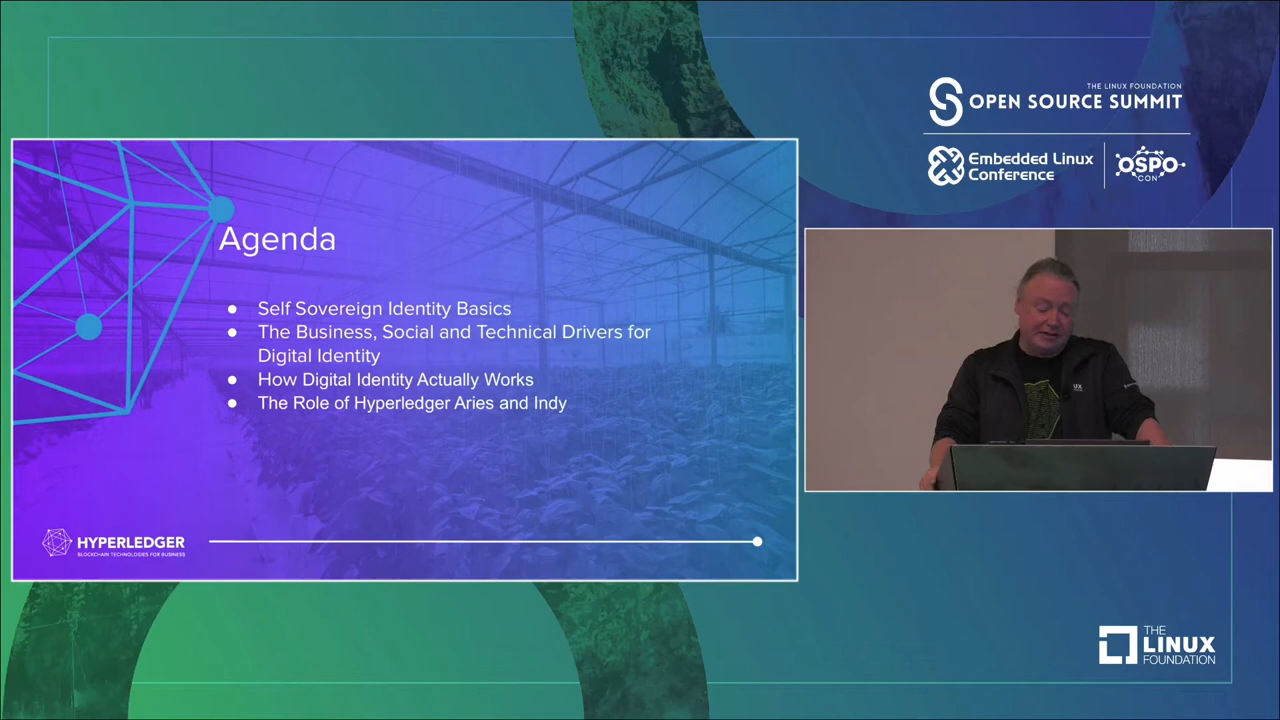 THE LINUX FOUNDATION
OPEN SOURCE SUMMIT
Embedded Linux
Conference
OSPO
CON
Agenda
● Self Sovereign Identity Basics
● The Business, Social and Technical Drivers for
Digital Identity
● How Digital Identity Actually Works
● The Role of Hyperledger Aries and Indy
HYPERLEDGER
BLOCKCHAIN TECHNOLOGIES FOR BUSINESS
THE
LINUX
FOUNDATION